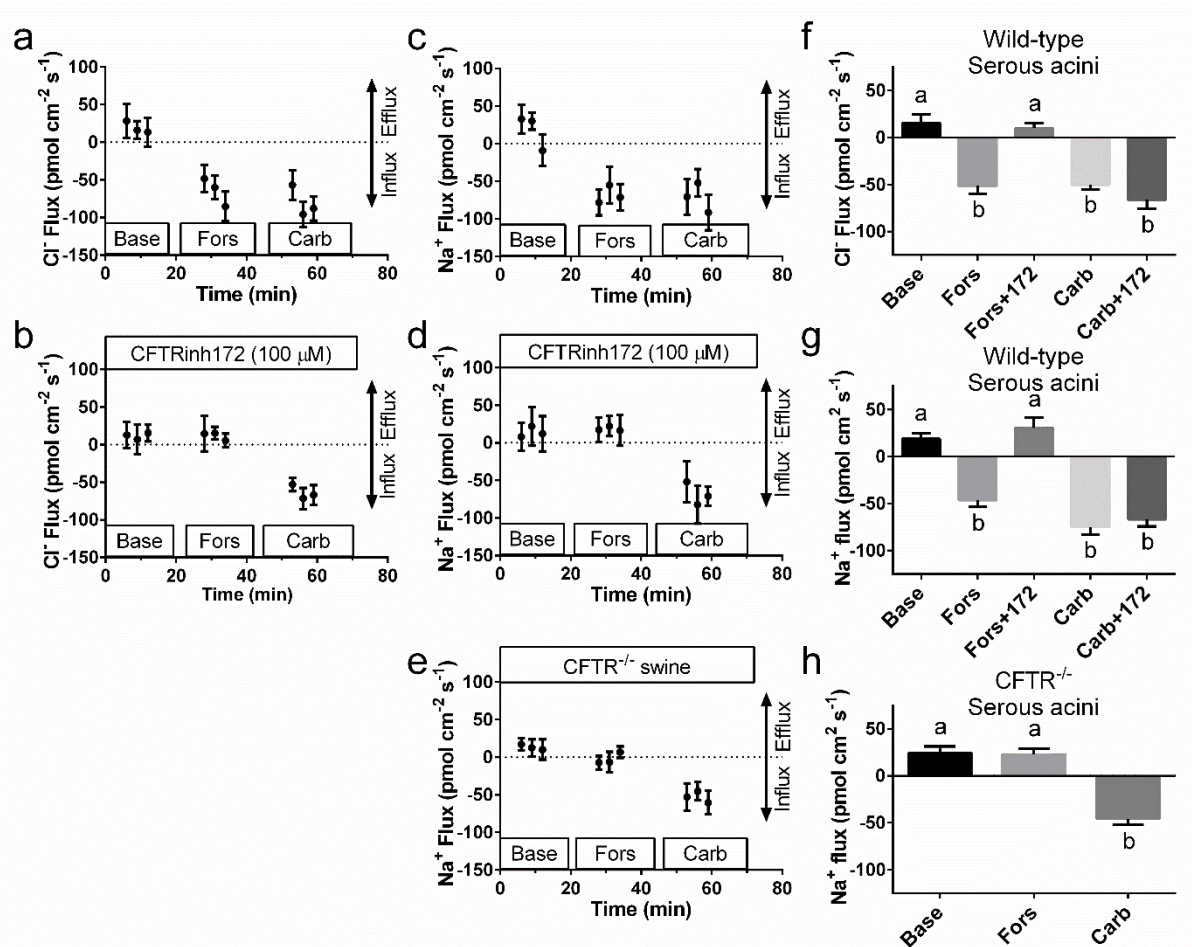 a
Cl⁻ Flux (pmol cm⁻² s⁻¹)
100
50
0
-50
-100
-150
Efflux
Influx
Base
Fors
Carb
0
20
40
60
80
Time (min)
b
CFTRinh172 (100 μM)
Cl⁻ Flux (pmol cm⁻² s⁻¹)
100
50
0
-50
-100
-150
Efflux
Influx
Base
Fors
Carb
0
20
40
60
80
Time (min)
c
Na⁺ Flux (pmol cm⁻² s⁻¹)
100
50
0
-50
-100
-150
Efflux
Influx
Base
Fors
Carb
0
20
40
60
80
Time (min)
d
CFTRinh172 (100 μM)
Na⁺ Flux (pmol cm⁻² s⁻¹)
100
50
0
-50
-100
-150
Efflux
Influx
Base
Fors
Carb
0
20
40
60
80
Time (min)
e
CFTR⁻/⁻ swine
Na⁺ Flux (pmol cm⁻² s⁻¹)
100
50
0
-50
-100
-150
Efflux
Influx
Base
Fors
Carb
0
20
40
60
80
Time (min)
f
Wild-type
Serous acini
Cl⁻ Flux (pmol cm⁻² s⁻¹)
50
0
-50
-100
a
b
a
b
b
Base
Fors
Fors+172
Carb
Carb+172
g
Wild-type
Serous acini
Na⁺ flux (pmol cm² s⁻¹)
50
0
-50
-100
a
b
a
b
b
Base
Fors
Fors+172
Carb
Carb+172
h
CFTR⁻/⁻
Serous acini
Na⁺ flux (pmol cm² s⁻¹)
50
0
-50
-100
a
a
b
Base
Fors
Carb